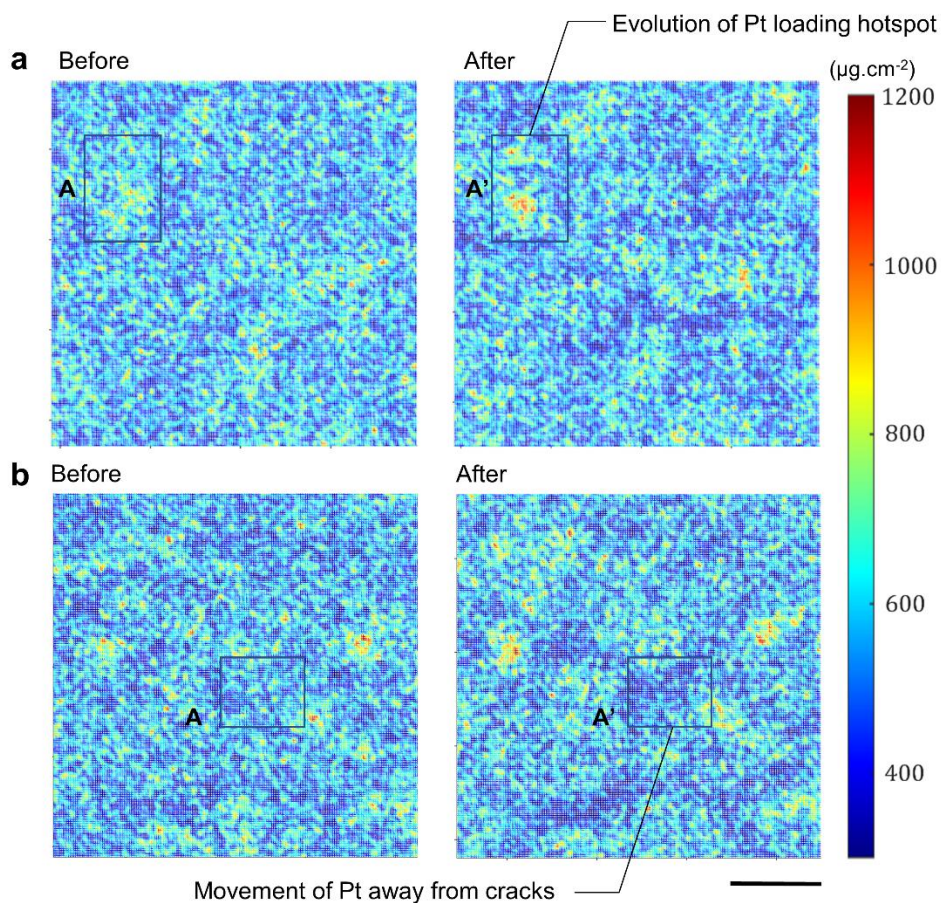 Evolution of Pt loading hotspot
a
Before
After
(µg.cm-2)
1200
A
A’
1000
800
b
Before
After
600
A
A’
400
Movement of Pt away from cracks